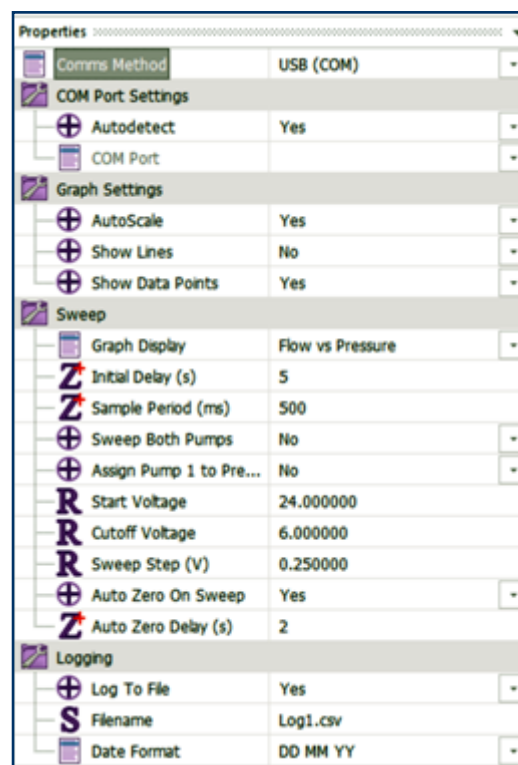 Properties
Comms Method USB (COM)
COM Port Settings
Autodetect Yes
COM Port
Graph Settings
AutoScale Yes
Show Lines No
Show Data Points Yes
Sweep
Graph Display Flow vs Pressure
Z+ Initial Delay (s) 5
Z+ Sample Period (ms) 500
Sweep Both Pumps No
Assign Pump 1 to Pre... No
R Start Voltage 24.000000
R Cutoff Voltage 6.000000
R Sweep Step (V) 0.250000
Auto Zero On Sweep Yes
Z+ Auto Zero Delay (s) 2
Logging
Log To File Yes
S Filename Log1.csv
Date Format DD MM YY